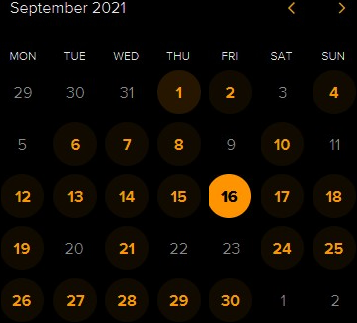 September 2021
MON TUE WED THU FRI SAT SUN
29 30 31 1 2 3 4
5 6 7 8 9 10 11
12 13 14 15 16 17 18
19 20 21 22 23 24 25
26 27 28 29 30 1 2